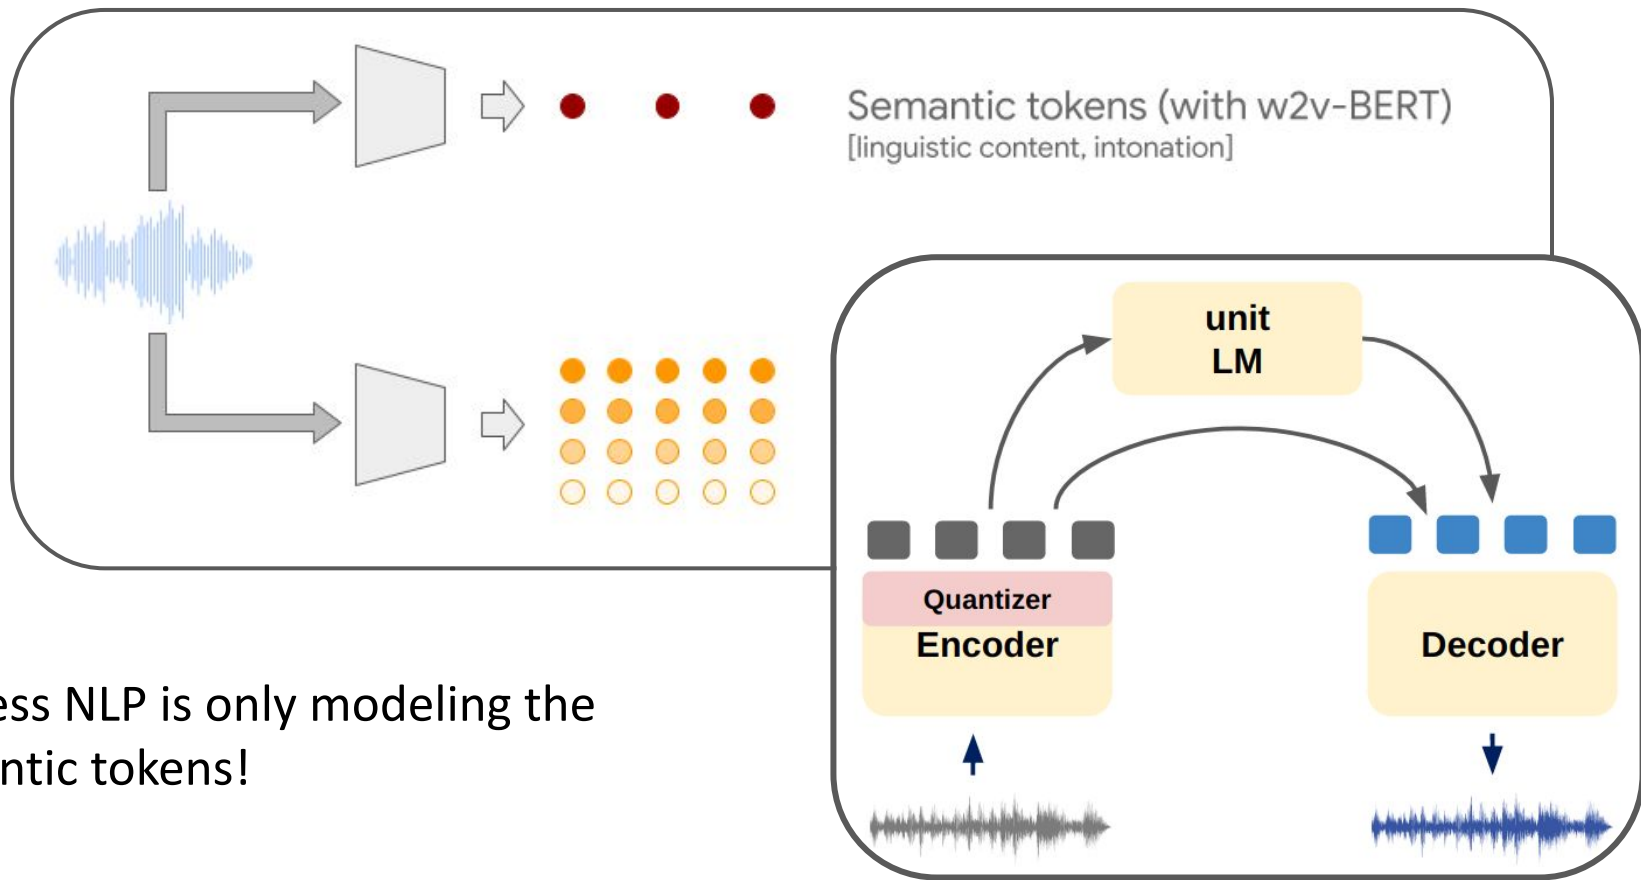 Semantic tokens (with w2v-BERT)
[linguistic content, intonation]
unit
LM
Quantizer
Encoder
Decoder
ess NLP is only modeling the
ntic tokens!